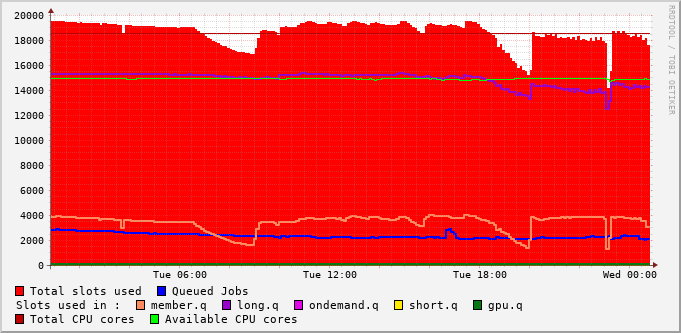 RRDTOOL / TOBI OETIKER
20000
18000
16000
14000
12000
10000
8000
6000
4000
2000
0
Tue 06:00 Tue 12:00 Tue 18:00 Wed 00:00
Total slots used Queued Jobs
Slots used in : member.q long.q ondemand.q short.q gpu.q
Total CPU cores Available CPU cores